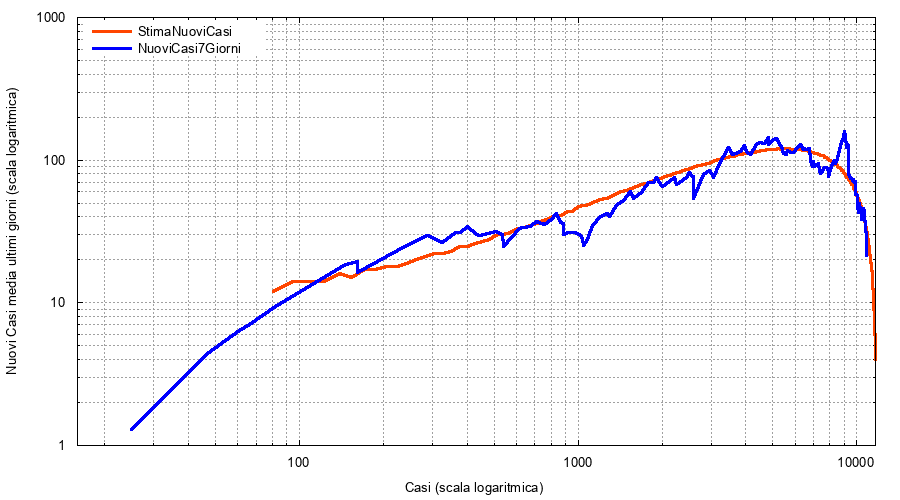 1000
100
10
1
StimaNuoviCasi
NuoviCasi7Giorni
Nuovi Casi media ultimi giorni (scala logaritmica)
100
1000
10000
Casi (scala logaritmica)